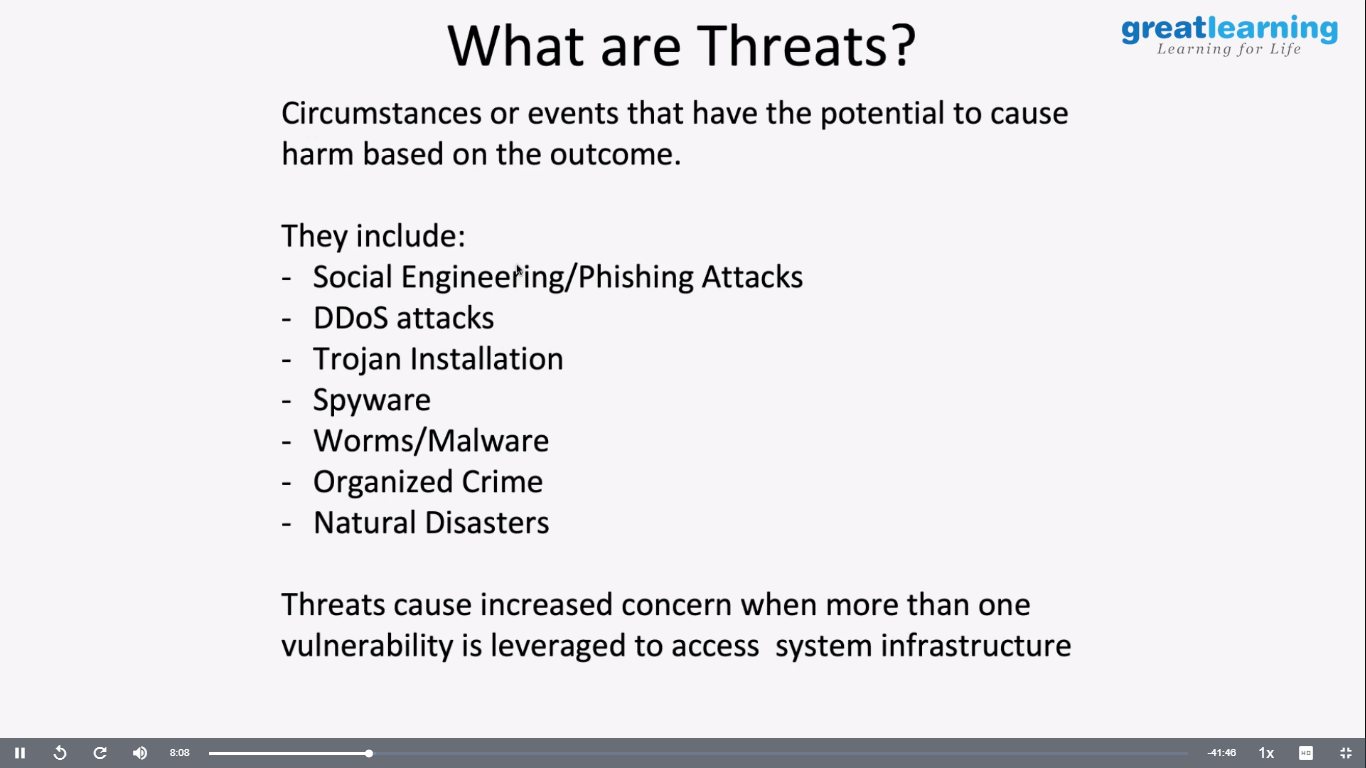 What are Threats?
greatlearning
Learning for Life
Circumstances or events that have the potential to cause
harm based on the outcome.
They include:
- Social Engineering/Phishing Attacks
- DDoS attacks
- Trojan Installation
- Spyware
- Worms/Malware
- Organized Crime
- Natural Disasters
Threats cause increased concern when more than one
vulnerability is leveraged to access  system infrastructure
8:08 -41:46 1x HD